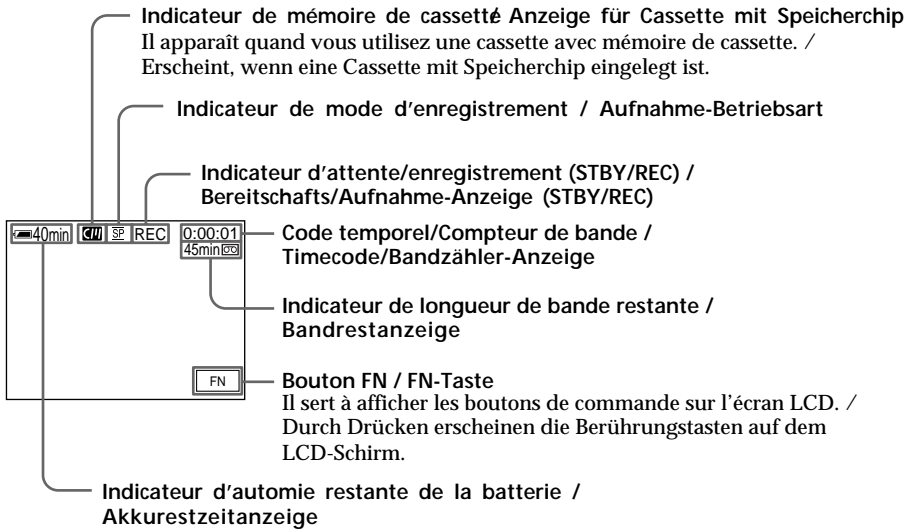 Indicateur de mémoire de cassette/ Anzeige für Cassette mit Speicherchip
Il apparaît quand vous utilisez une cassette avec mémoire de cassette. /
Erscheint, wenn eine Cassette mit Speicherchip eingelegt ist.
Indicateur de mode d'enregistrement / Aufnahme-Betriebsart
Indicateur d'attente/enregistrement (STBY/REC) /
Bereitschafts/Aufnahme-Anzeige (STBY/REC)
40min SP REC 0:00:01
45min
Code temporel/Compteur de bande /
Timecode/Bandzähler-Anzeige
Indicateur de longueur de bande restante /
Bandrestanzeige
FN
Bouton FN / FN-Taste
Il sert à afficher les boutons de commande sur l'écran LCD. /
Durch Drücken erscheinen die Berührungstasten auf dem
LCD-Schirm.
Indicateur d'automie restante de la batterie /
Akkurestzeitanzeige